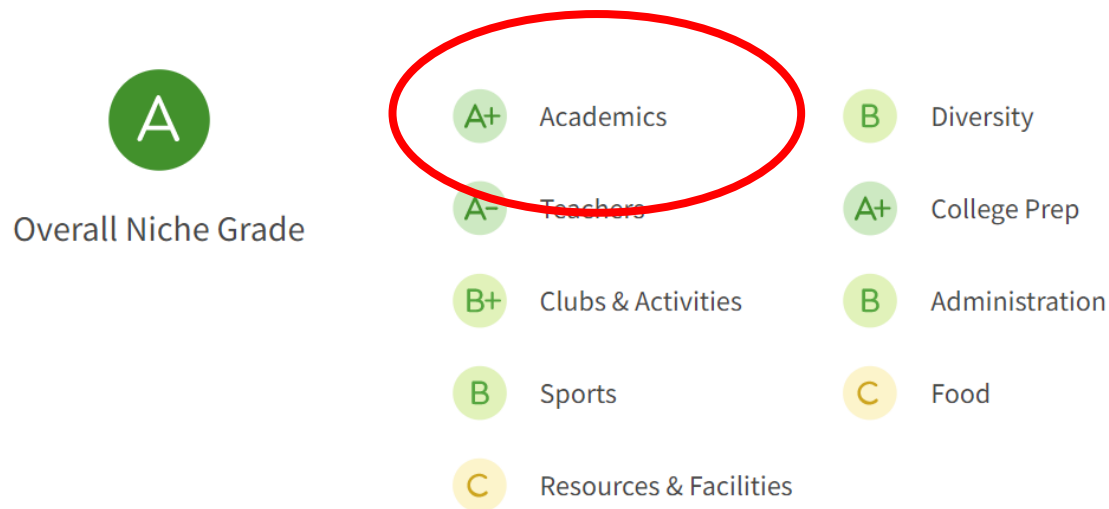 A
Overall Niche Grade
A+ Academics
A- Teachers
B+ Clubs & Activities
B Sports
C Resources & Facilities
B Diversity
A+ College Prep
B Administration
C Food